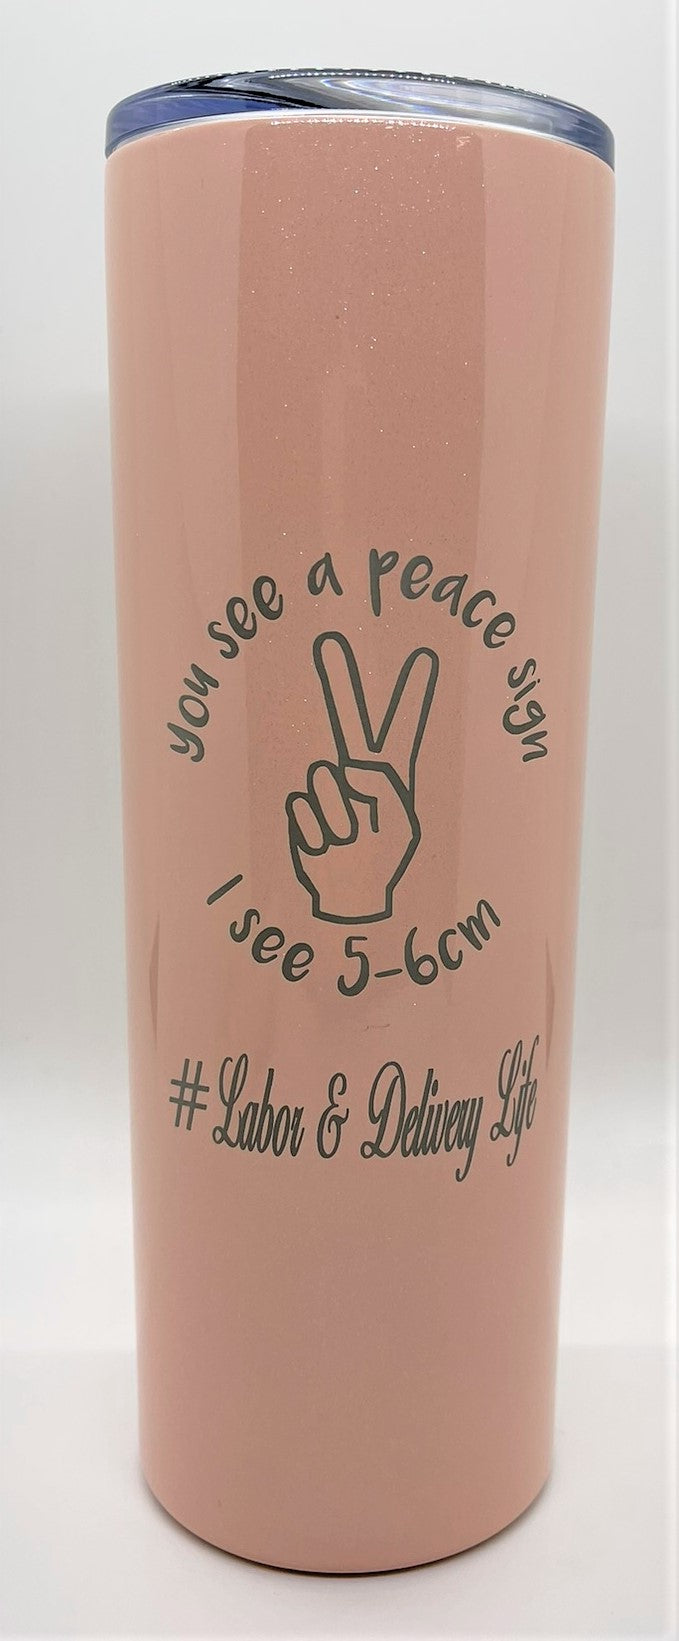 you see a peace sign
I see 5-6cm
#Labor & Delivery Life